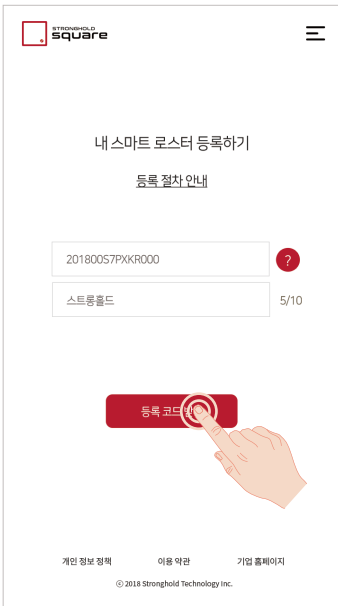 STRONGHOLD
square
내 스마트 로스터 등록하기
등록 절차 안내
201800S7PXKR000
?
스트롱홀드
5/10
등록 코드
개인 정보 정책
이용 약관
기업 홈페이지
ⓒ 2018 Stronghold Technology Inc.